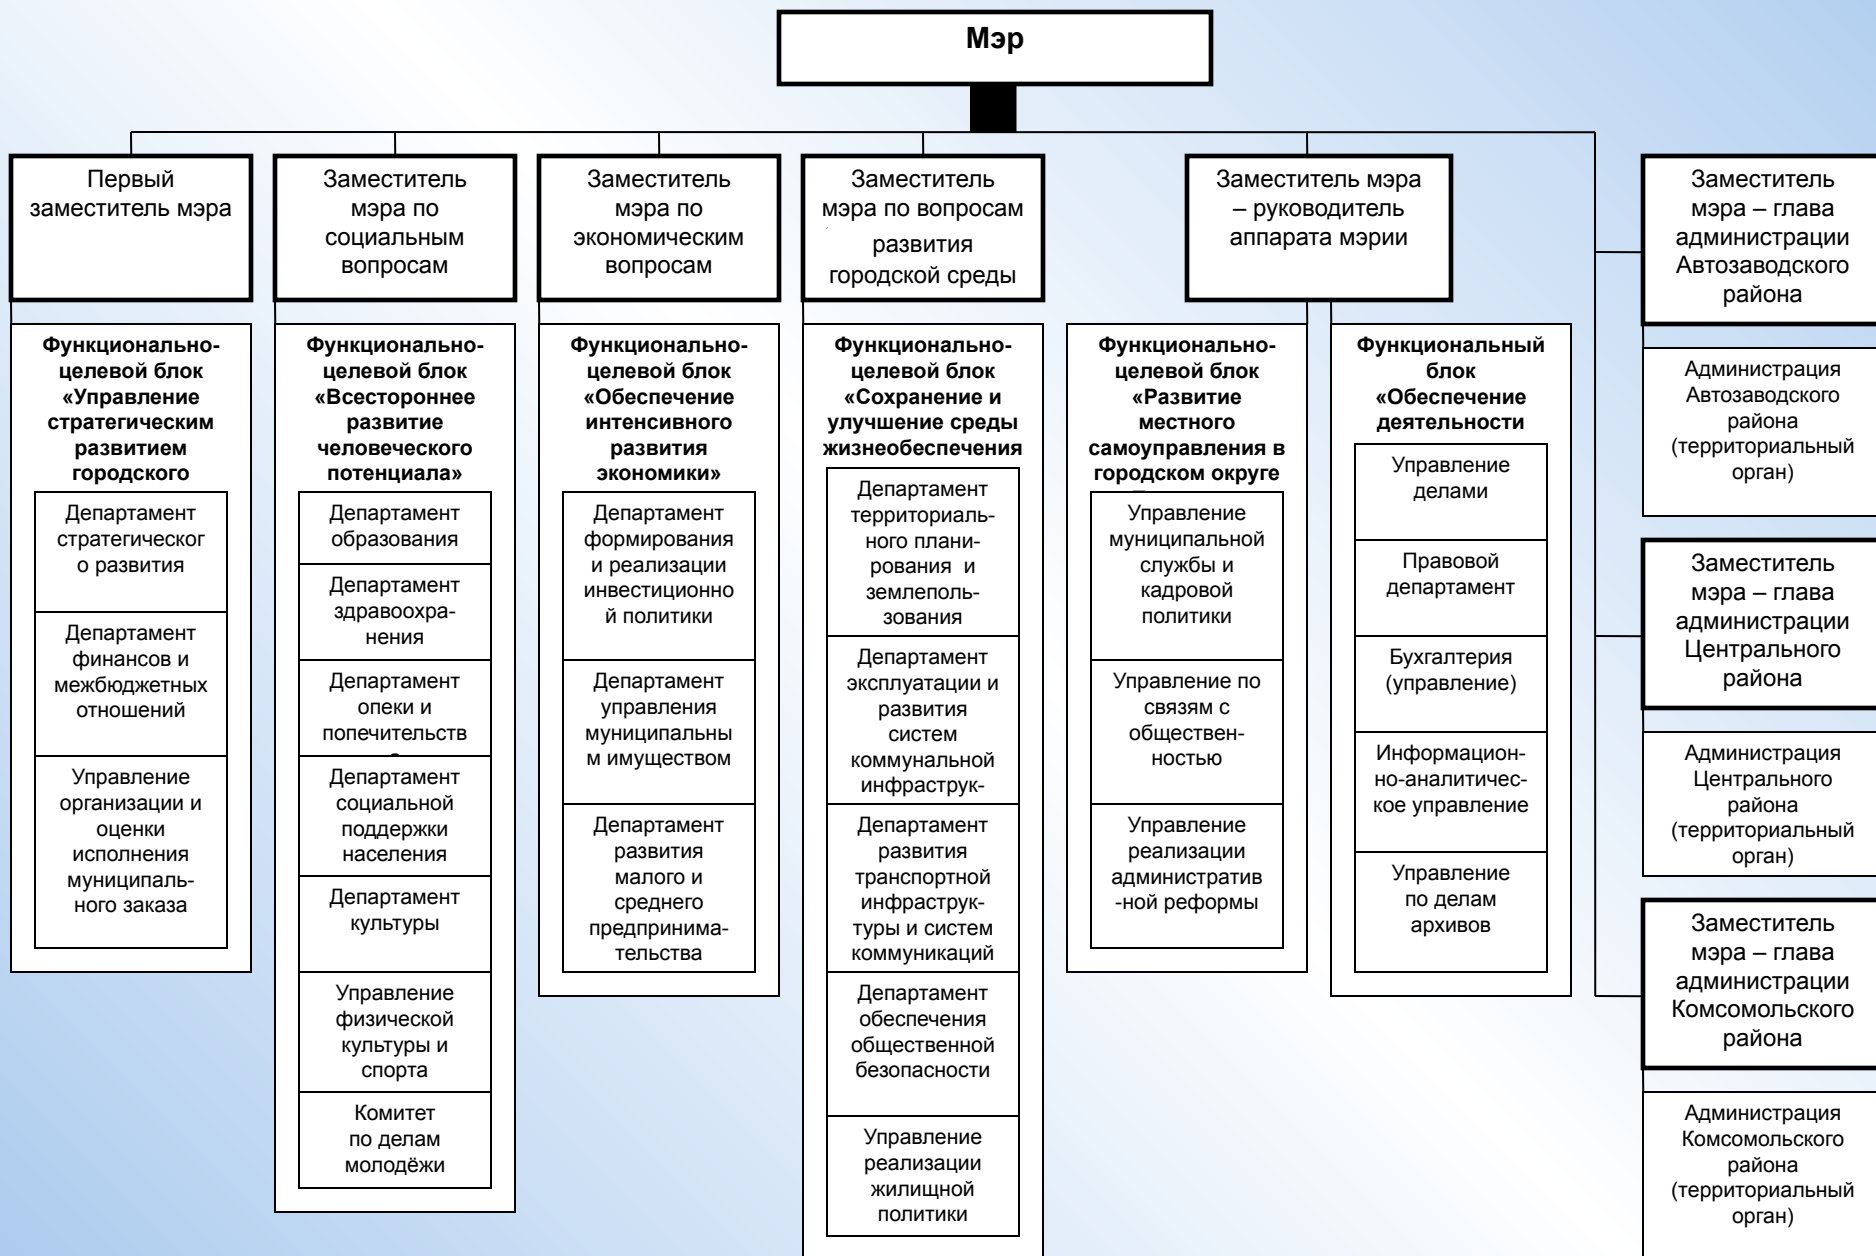 Мэр
Первый
заместитель мэра
Заместитель
мэра по
социальным
вопросам
Заместитель
мэра по
экономическим
вопросам
Заместитель
мэра по вопросам
развития
городской среды
Заместитель мэра
– руководитель
аппарата мэрии
Заместитель
мэра – глава
администрации
Автозаводского
района
Функционально-
целевой блок
«Управление
стратегическим
развитием
городского
Департамент
стратегическог
о развития
Департамент
финансов и
межбюджетных
отношений
Управление
организации и
оценки
исполнения
муниципаль-
ного заказа
Функционально-
целевой блок
«Всестороннее
развитие
человеческого
потенциала»
Департамент
образования
Департамент
здравоохра-
нения
Департамент
опеки и
попечительств
Департамент
социальной
поддержки
населения
Департамент
культуры
Управление
физической
культуры и
спорта
Комитет
по делам
молодёжи
Функционально-
целевой блок
«Обеспечение
интенсивного
развития
экономики»
Департамент
формирования
и реализации
инвестиционно
й политики
Департамент
управления
муниципальны
м имуществом
Департамент
развития
малого и
среднего
предпринима-
тельства
Функционально-
целевой блок
«Сохранение и
улучшение среды
жизнеобеспечения
Департамент
территориаль-
ного плани-
рования и
землеполь-
зования
Департамент
эксплуатации и
развития
систем
коммунальной
инфраструк-
Департамент
развития
транспортной
инфраструк-
туры и систем
коммуникаций
Департамент
обеспечения
общественной
безопасности
Управление
реализации
жилищной
политики
Функционально-
целевой блок
«Развитие
местного
самоуправления в
городском округе
Управление
муниципальной
службы и
кадровой
политики
Управление по
связям с
обществен-
ностью
Управление
реализации
административ
-ной реформы
Функциональный
блок
«Обеспечение
деятельности
Управление
делами
Правовой
департамент
Бухгалтерия
(управление)
Информацион-
но-аналитичес-
кое управление
Управление
по делам
архивов
Администрация
Автозаводского
района
(территориальный
орган)
Заместитель
мэра – глава
администрации
Центрального
района
Администрация
Центрального
района
(территориальный
орган)
Заместитель
мэра – глава
администрации
Комсомольского
района
Администрация
Комсомольского
района
(территориальный
орган)